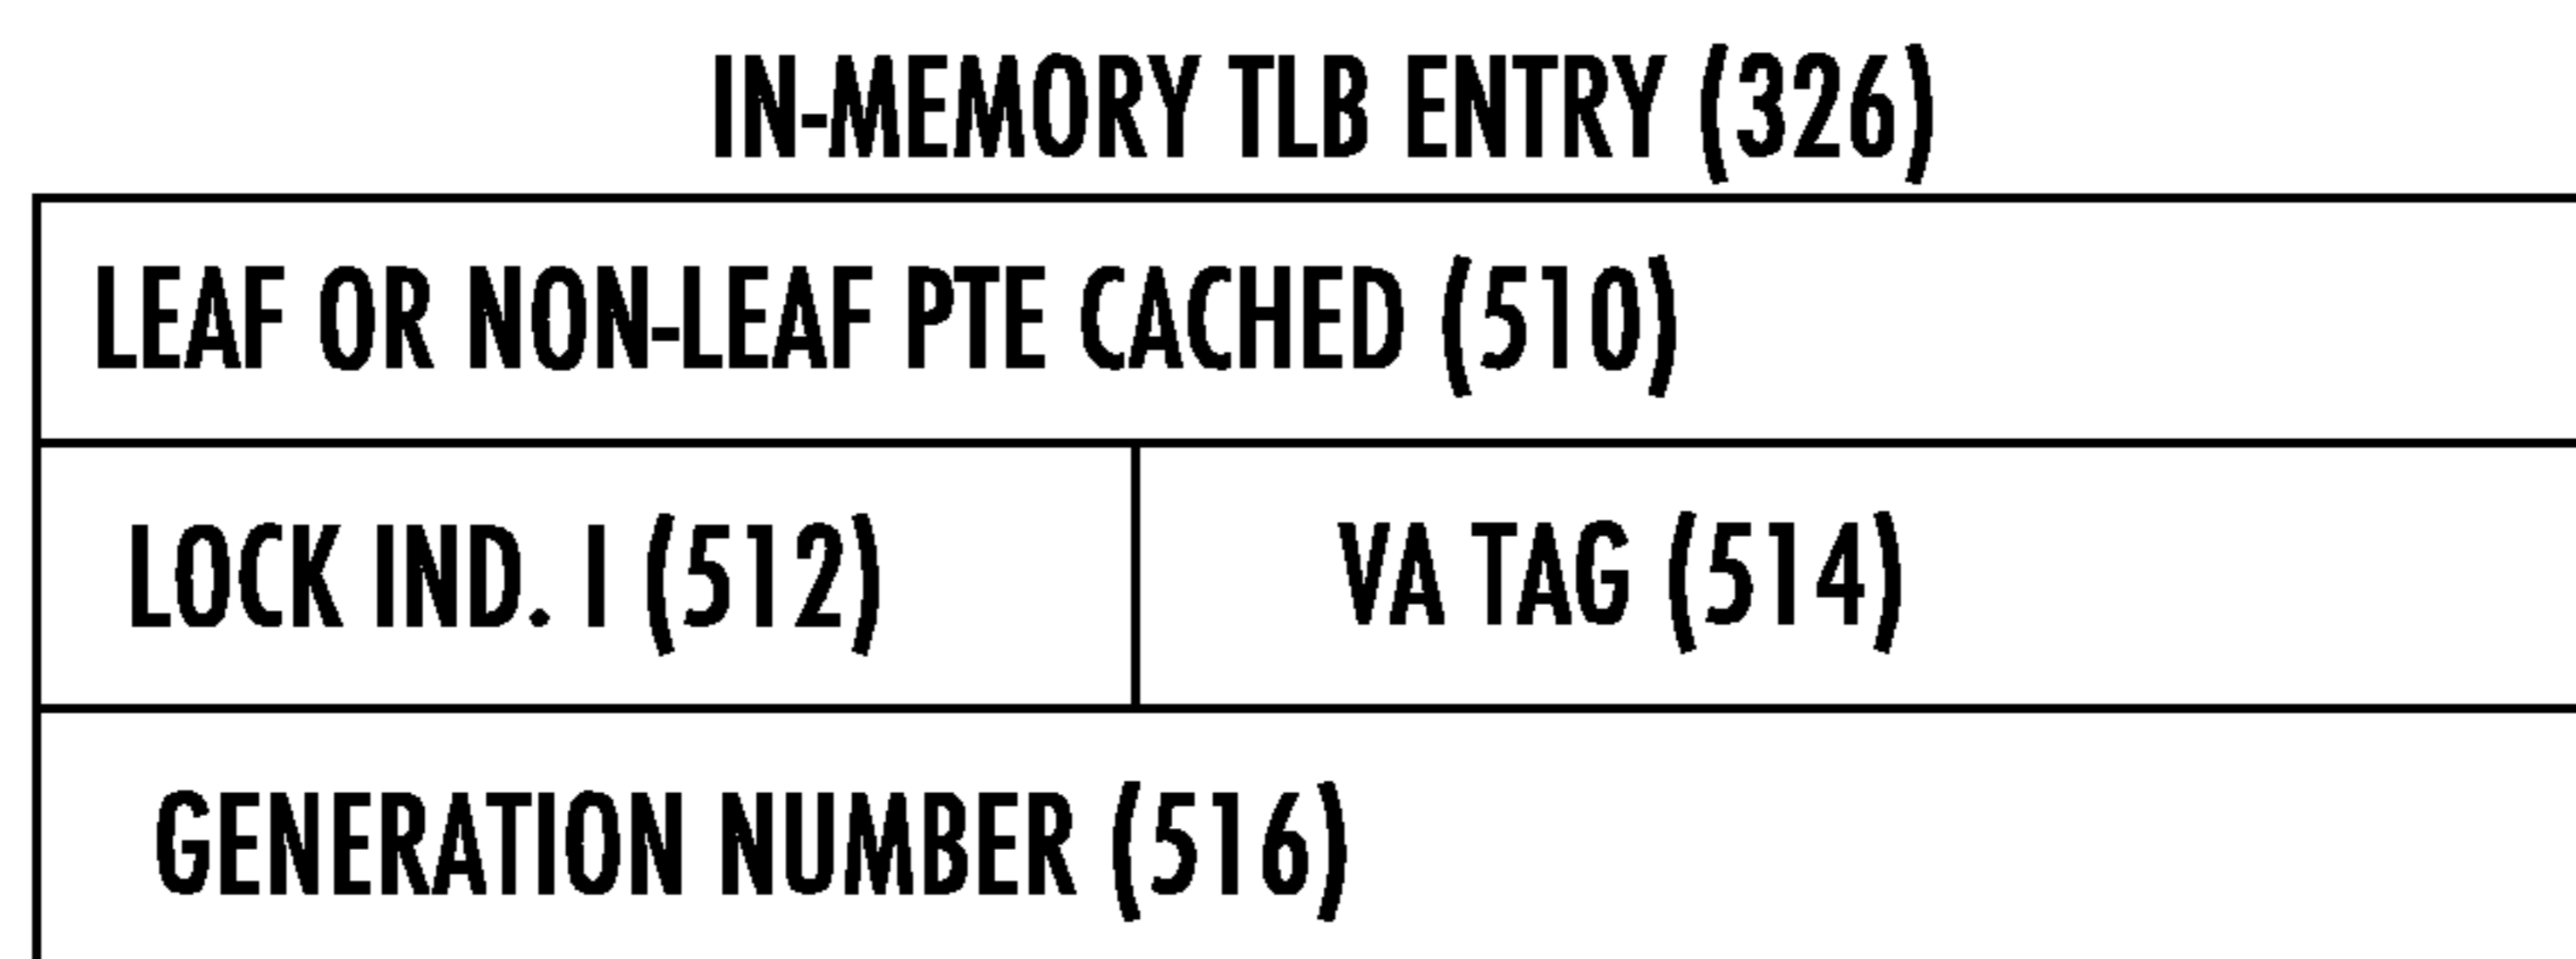 IN-MEMORY TLB ENTRY (326)
LEAF OR NON-LEAF PTE CACHED (510)
LOCK IND. I (512)
VA TAG (514)
GENERATION NUMBER (516)